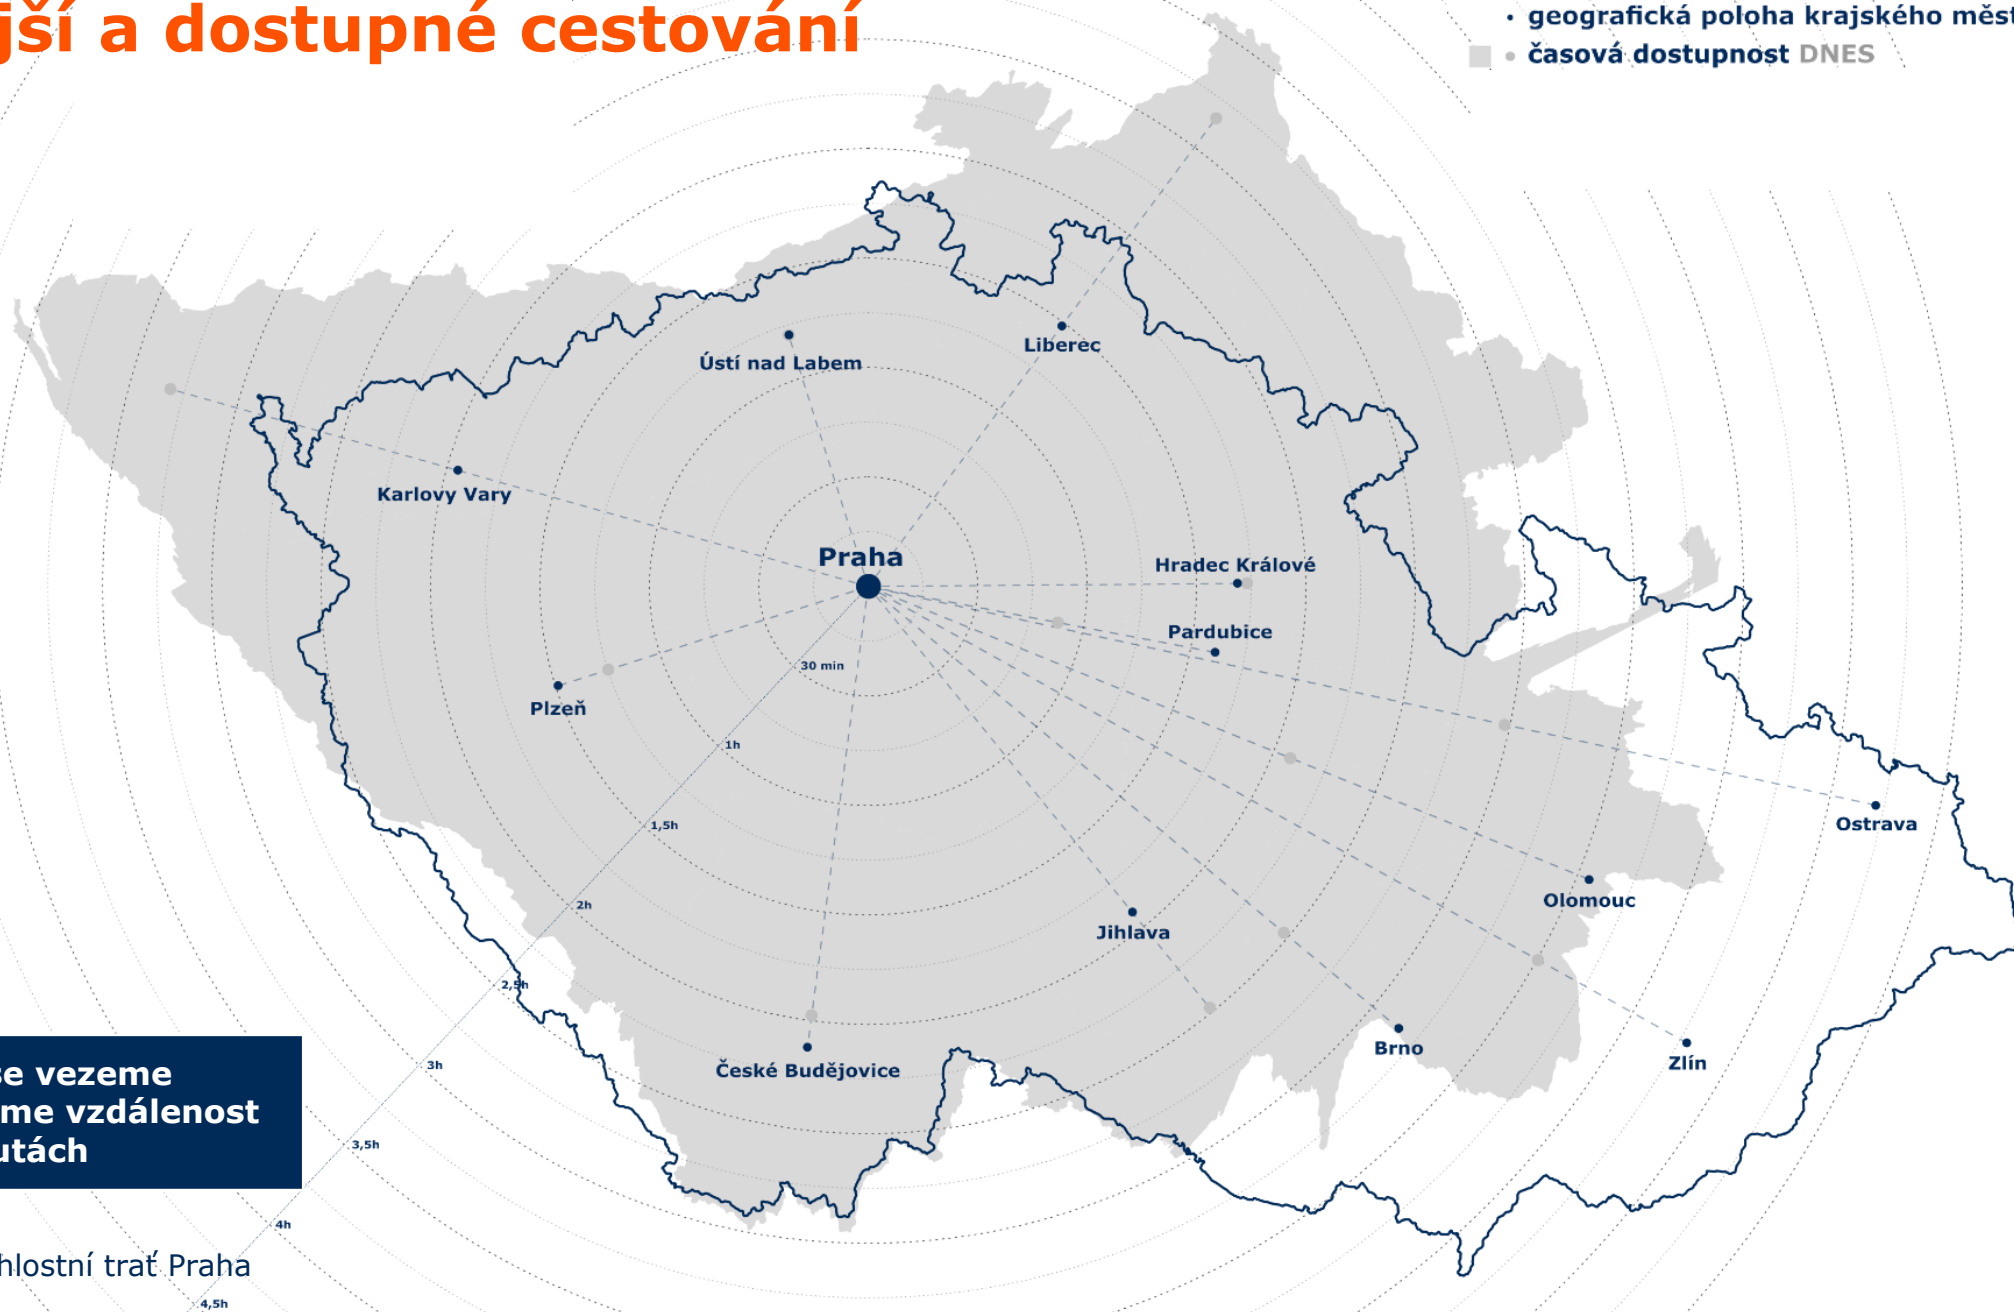 jší a dostupné cestování
geografická poloha krajského měst
časová dostupnost DNES
Ústí nad Labem
Liberec
Karlovy Vary
Praha
Hradec Králové
Pardubice
30 min
Plzeň
1h
1,5h
Ostrava
2h
Olomouc
Jihlava
2,5h
Brno
České Budějovice
Zlín
3h
se vezeme
me vzdálenost
utách
3,5h
4h
hlostní trať Praha
4,5h